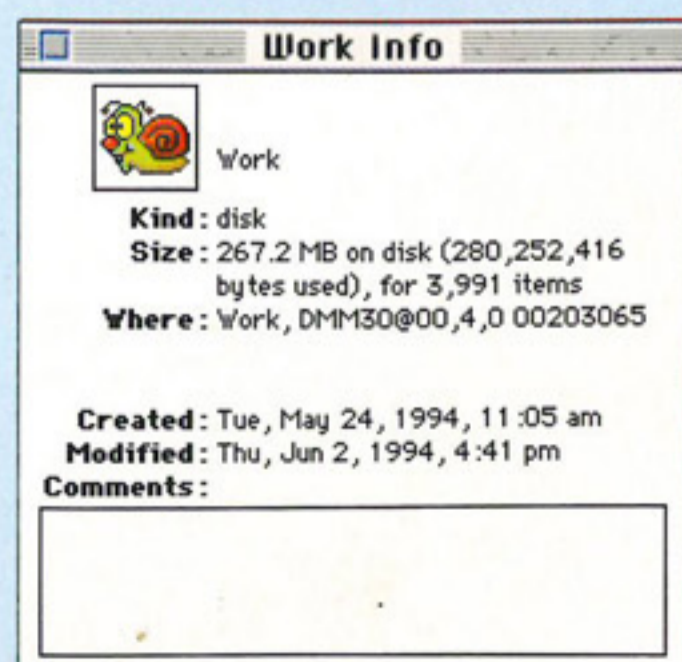 Work Info
Work
Kind: disk
Size: 267.2 MB on disk (280,252,416
bytes used), for 3,991 items
Where: Work, DMM30@00,4,0 00203065
Created: Tue, May 24, 1994, 11:05 am
Modified: Thu, Jun 2, 1994, 4:41 pm
Comments: